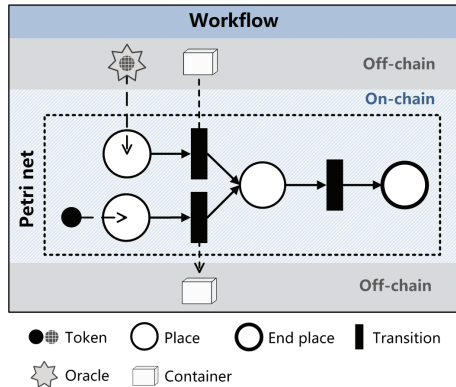 Workflow
Off-chain
On-chain
Petri net
Off-chain
Token
Place
End place
Transition
Oracle
Container